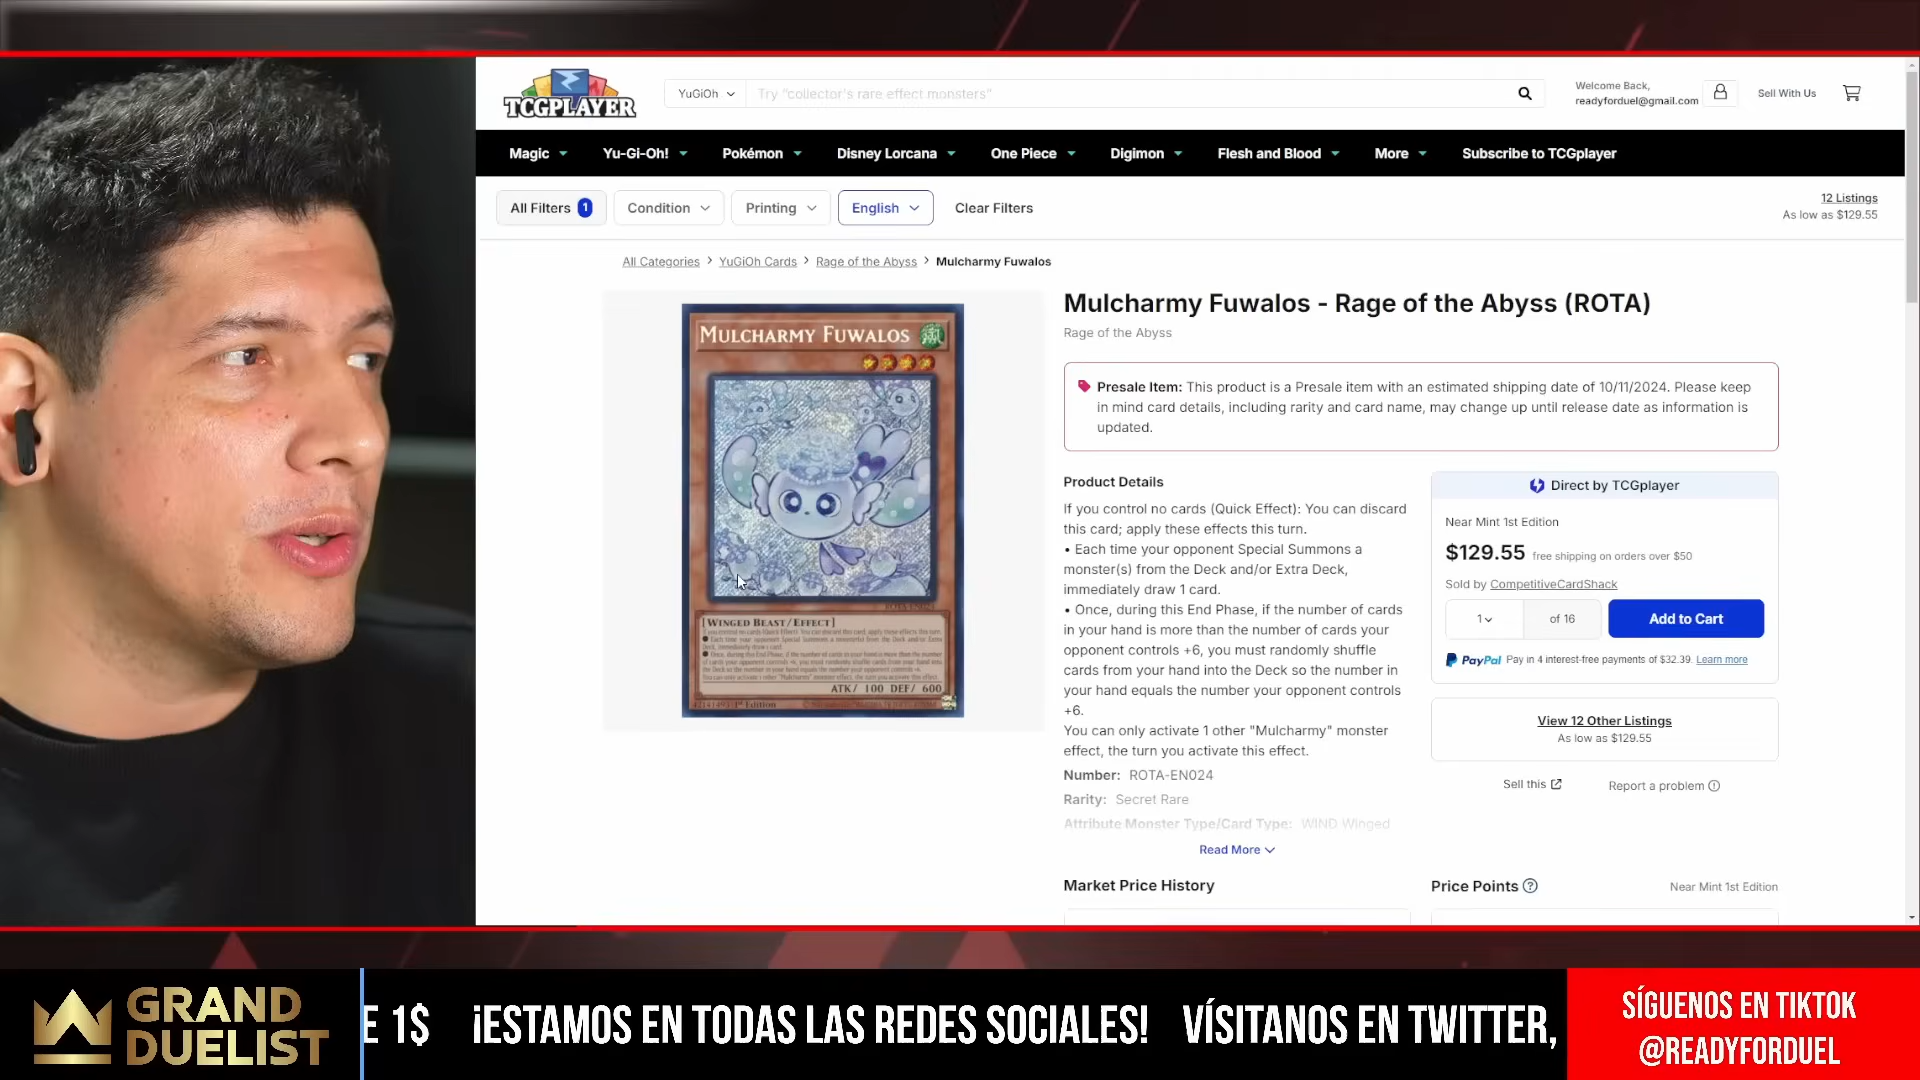 TCGPLAYER
YuGiOh
Try "collector's rare effect monsters"
Welcome Back,
readyforduel@gmail.com
Sell With Us
Magic
Yu-Gi-Oh!
Pokémon
Disney Lorcana
One Piece
Digimon
Flesh and Blood
More
Subscribe to TCGplayer
All Filters 1
Condition
Printing
English
Clear Filters
12 Listings
As low as $129.55
All Categories > YuGiOh Cards > Rage of the Abyss > Mulcharmy Fuwalos
MULCHARMY FUWALOS
[WINGED BEAST/EFFECT]
ATK/ 100 DEF/ 600
1st Edition
Mulcharmy Fuwalos - Rage of the Abyss (ROTA)
Rage of the Abyss
Presale Item: This product is a Presale item with an estimated shipping date of 10/11/2024. Please keep
in mind card details, including rarity and card name, may change up until release date as information is
updated.
Product Details
If you control no cards (Quick Effect): You can discard
this card; apply these effects this turn.
• Each time your opponent Special Summons a
monster(s) from the Deck and/or Extra Deck,
immediately draw 1 card.
• Once, during this End Phase, if the number of cards
in your hand is more than the number of cards your
opponent controls +6, you must randomly shuffle
cards from your hand into the Deck so the number in
your hand equals the number your opponent controls
+6.
You can only activate 1 other "Mulcharmy" monster
effect, the turn you activate this effect.
Number: ROTA-EN024
Rarity: Secret Rare
Attribute Monster Type/Card Type: WIND Winged
Read More
Direct by TCGplayer
Near Mint 1st Edition
$129.55 free shipping on orders over $50
Sold by CompetitiveCardShack
1
of 16
Add to Cart
PayPal Pay in 4 interest-free payments of $32.39. Learn more
View 12 Other Listings
As low as $129.55
Sell this
Report a problem
Market Price History
Price Points
Near Mint 1st Edition
GRAND
DUELIST
E 1$ ¡ESTAMOS EN TODAS LAS REDES SOCIALES! VÍSITANOS EN TWITTER,
SÍGUENOS EN TIKTOK
@READYFORDUEL